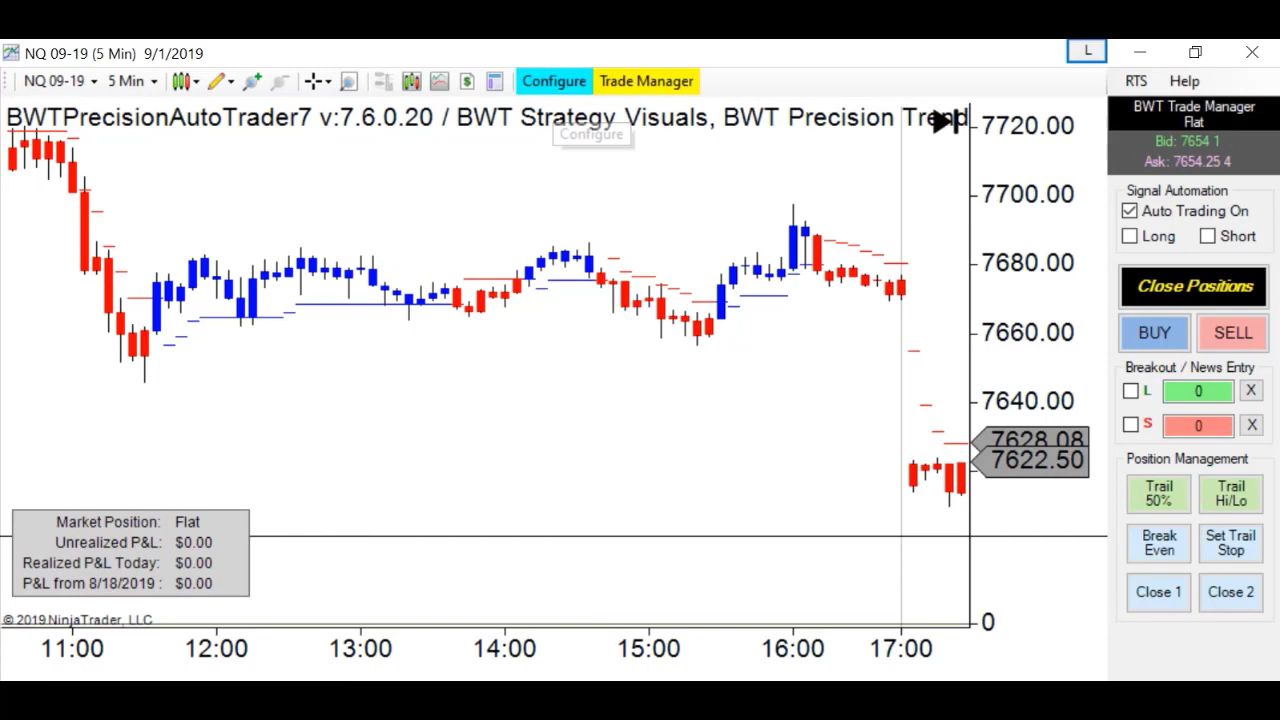 NQ 09-19 (5 Min) 9/1/2019
L
NQ 09-19
5 Min
$
Configure
Trade Manager
RTS
Help
BWTPrecisionAutoTrader7 v:7.6.0.20 / BWT Strategy Visuals, BWT Precision Trend
Configure
7720.00
7700.00
7680.00
7660.00
7640.00
7628.08
7622.50
0
Market Position: Flat
Unrealized P&L: $0.00
Realized P&L Today: $0.00
P&L from 8/18/2019 : $0.00
© 2019 NinjaTrader, LLC
11:00 12:00 13:00 14:00 15:00 16:00 17:00
BWT Trade Manager
Flat
Bid: 7654 1
Ask: 7654.25 4
Signal Automation
Auto Trading On
Long Short
Close Positions
BUY SELL
Breakout / News Entry
L 0 X
S 0 X
Position Management
Trail 50%
Trail Hi/Lo
Break Even
Set Trail Stop
Close 1 Close 2